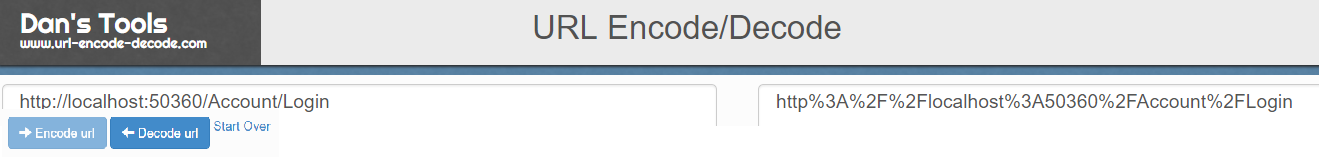 Dan's Tools
www.url-encode-decode.com
URL Encode/Decode
http://localhost:50360/Account/Login
http%3A%2F%2Flocalhost%3A50360%2FAccount%2FLogin
Encode url
Decode url
Start Over